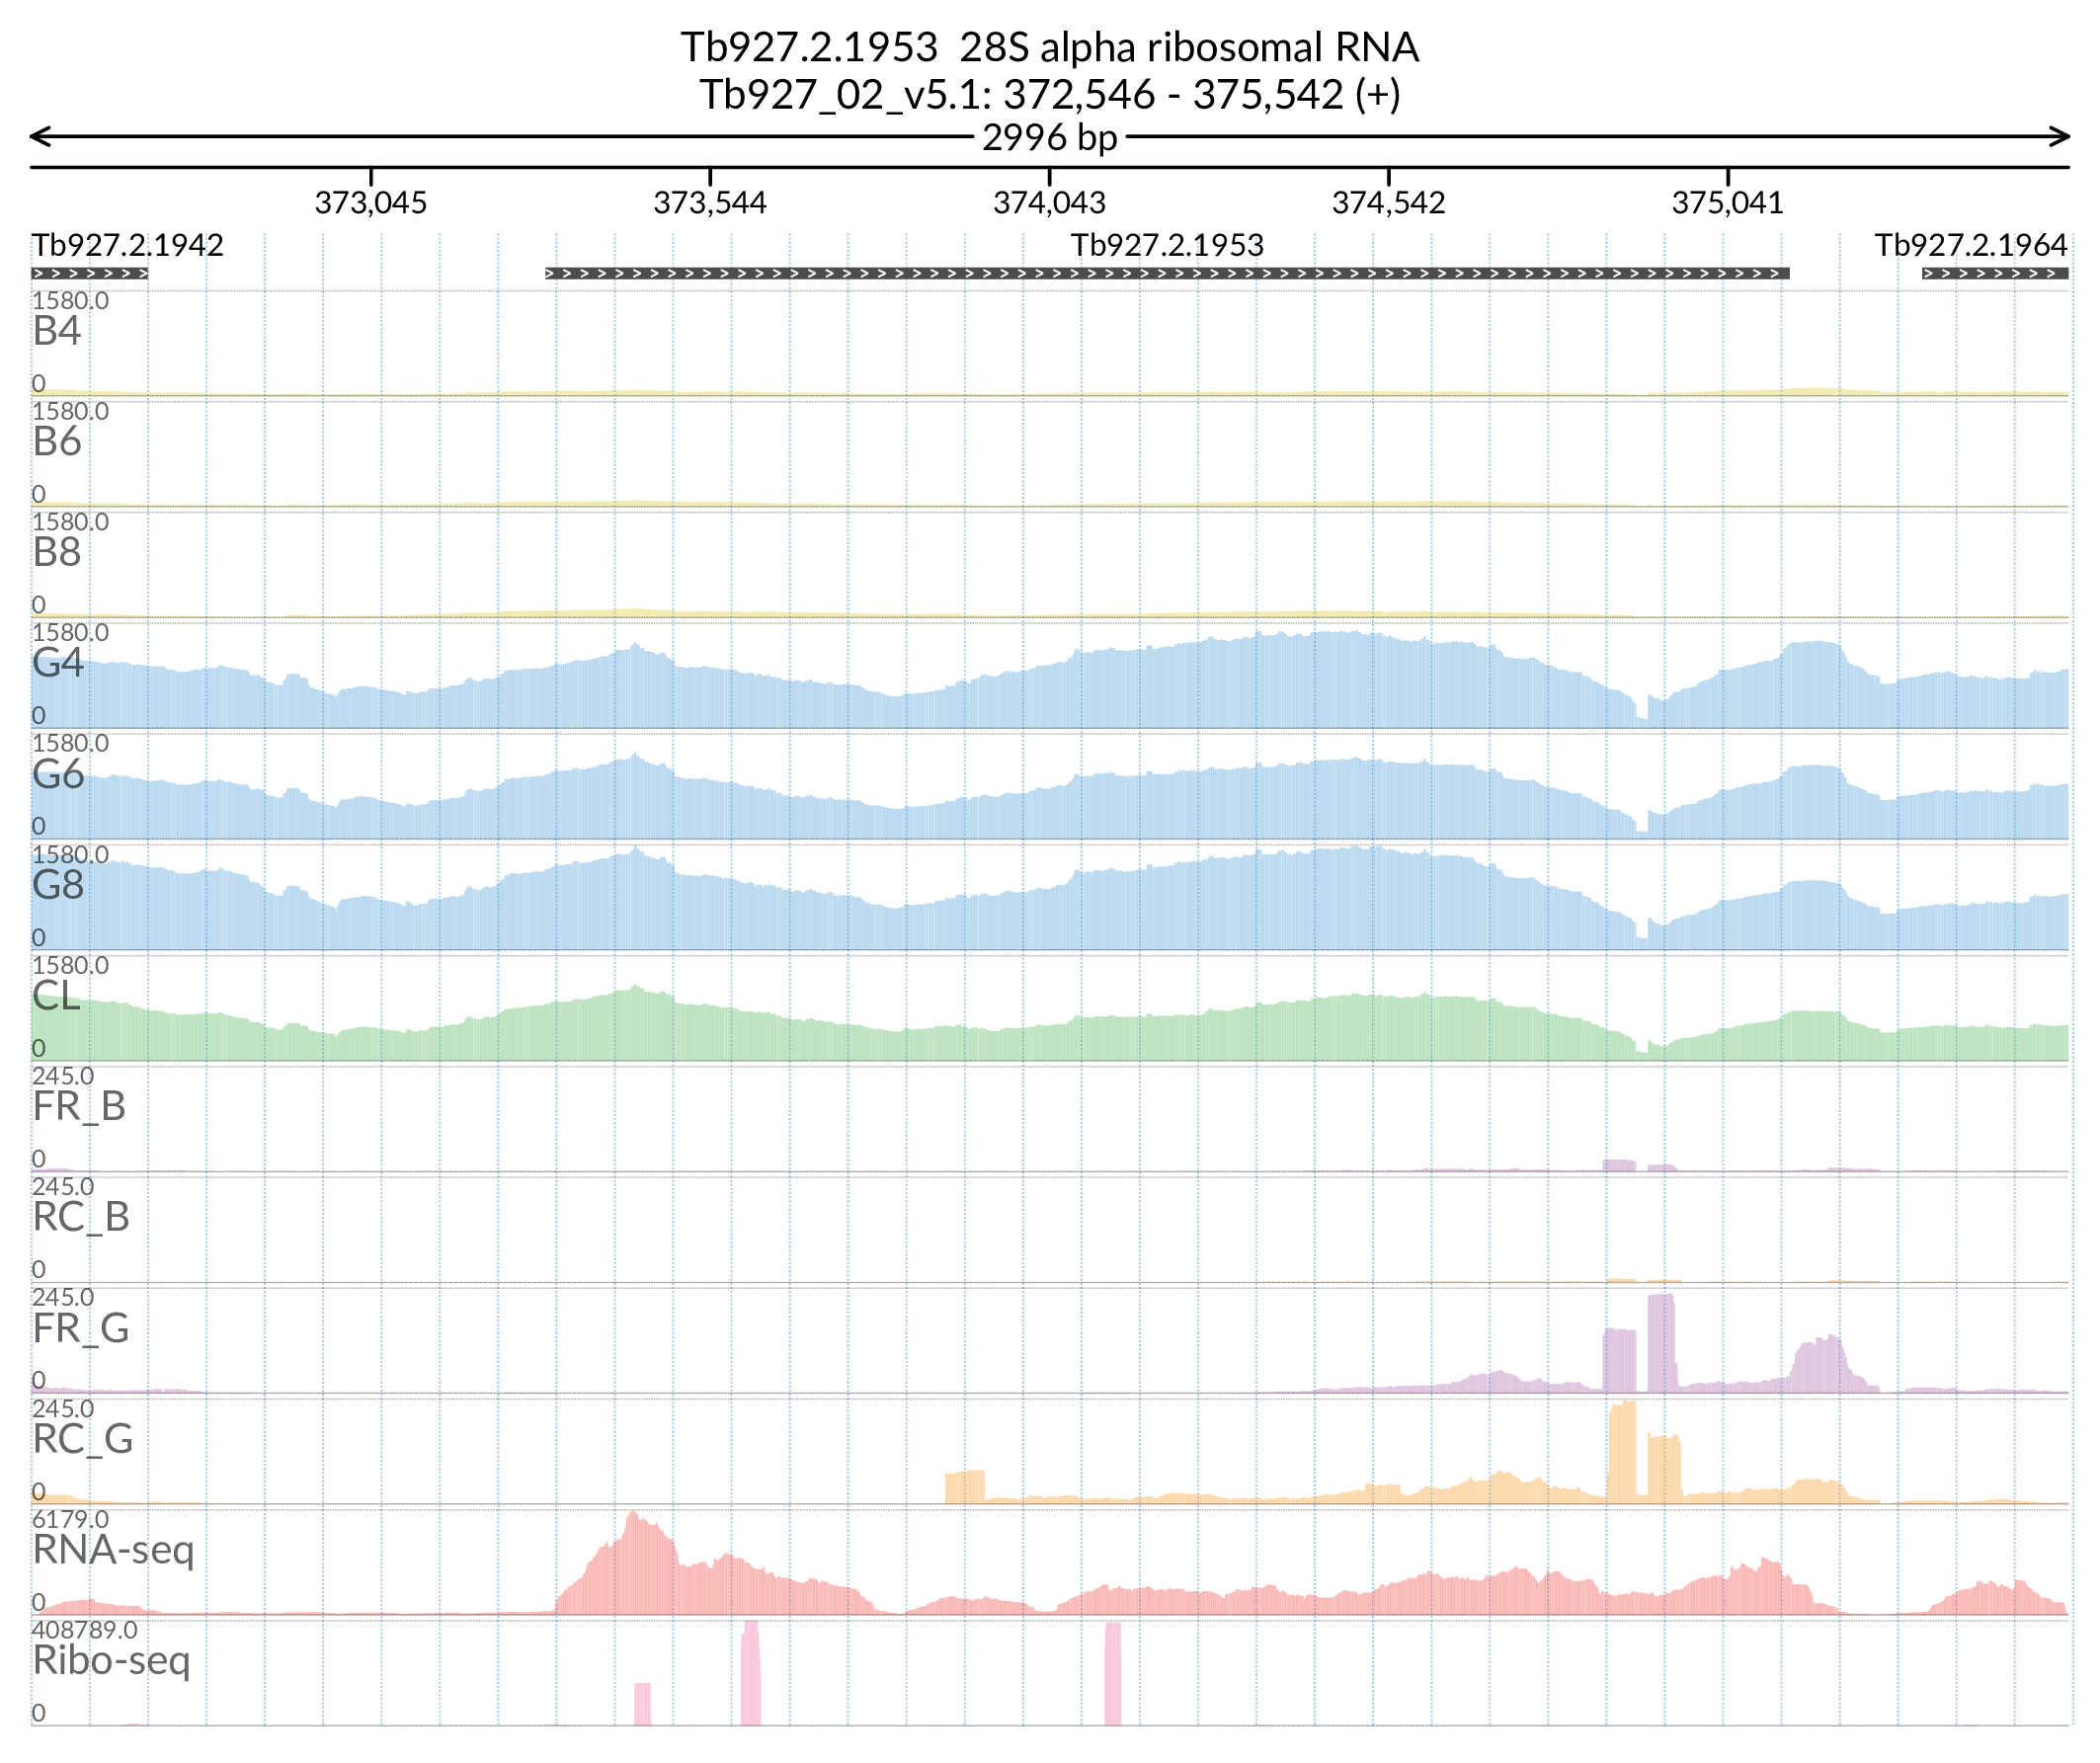 Tb927.2.1953  28S alpha ribosomal RNA
Tb927_02_v5.1: 372,546 - 375,542 (+)
2996 bp
373,045 373,544 374,043 374,542 375,041
Tb927.2.1942 Tb927.2.1953 Tb927.2.1964
1580.0
B4
0
1580.0
B6
0
1580.0
B8
0
1580.0
G4
0
1580.0
G6
0
1580.0
G8
0
1580.0
CL
0
245.0
FR_B
0
245.0
RC_B
0
245.0
FR_G
0
245.0
RC_G
0
6179.0
RNA-seq
0
408789.0
Ribo-seq
0